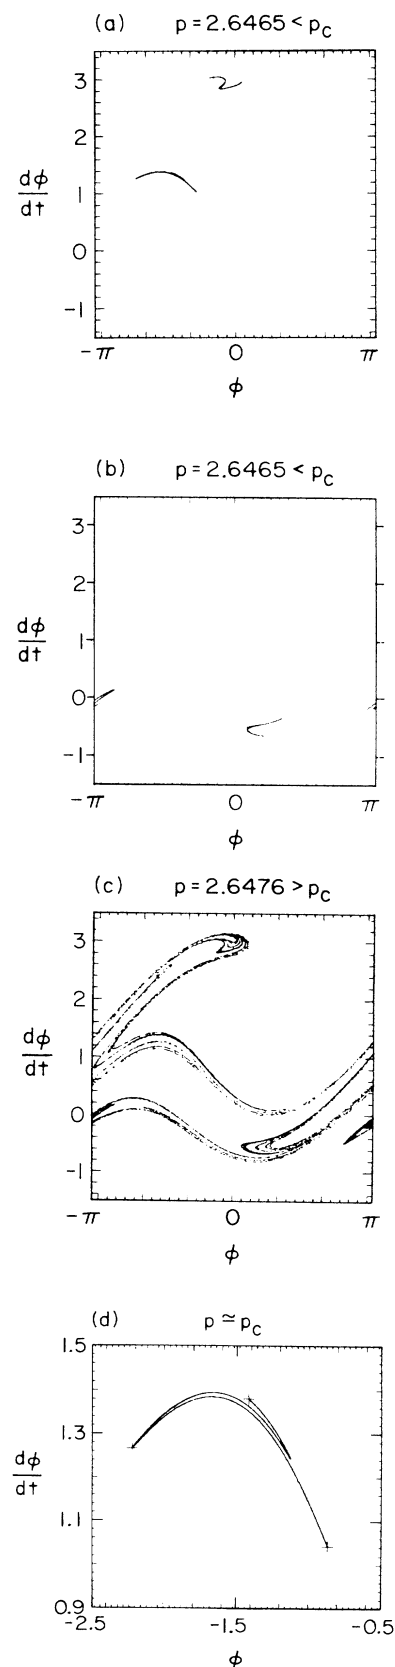 (a) p = 2.6465 < p_c
3
2
dφ
dt
1
0
-1
-π 0 π
φ
(b) p = 2.6465 < p_c
3
2
dφ
dt
1
0
-1
-π 0 π
φ
(c) p = 2.6476 > p_c
3
2
dφ
dt
1
0
-1
-π 0 π
φ
(d) p ≃ p_c
1.5
1.3
dφ
dt
1.1
0.9
-2.5 -1.5 -0.5
φ